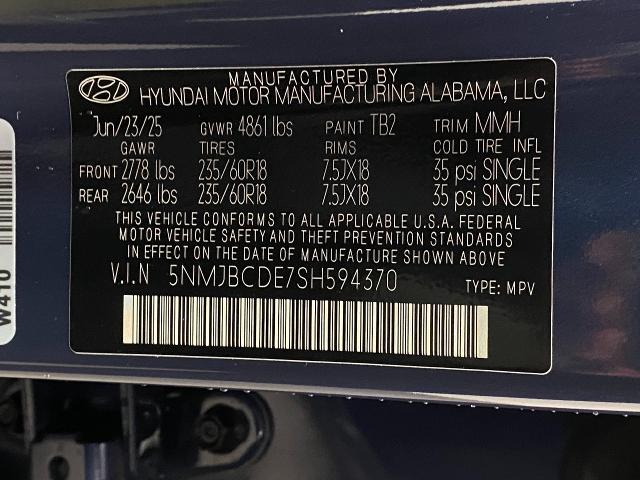 MANUFACTURED BY
HYUNDAI MOTOR MANUFACTURING ALABAMA, LLC
Jun/23/25 GVWR 4861 lbs PAINT TB2 TRIM MMH
GAWR TIRES RIMS COLD TIRE INFL
FRONT 2778 lbs 235/60R18 7.5JX18 35 psi SINGLE
REAR 2646 lbs 235/60R18 7.5JX18 35 psi SINGLE
THIS VEHICLE CONFORMS TO ALL APPLICABLE U.S.A. FEDERAL
MOTOR VEHICLE SAFETY AND THEFT PREVENTION STANDARDS
IN EFFECT ON THE DATE OF MANUFACTURE SHOWN ABOVE
V.I.N 5NMJBCDE7SH594370 TYPE: MPV
W410